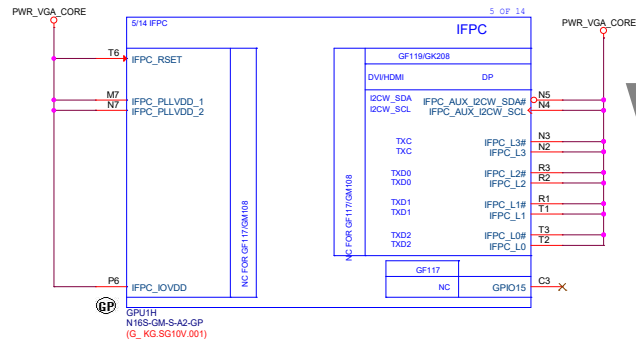 5 OF 14
PWR_VGA_CORE
PWR_VGA_CORE
5/14 IFPC
IFPC
T6
IFPC_RSET
GF119/GK208
DVI/HDMI
DP
M7
IFPC_PLLVDD_1
N7
IFPC_PLLVDD_2
I2CW_SDA
IFPC_AUX_I2CW_SDA#
N5
I2CW_SCL
IFPC_AUX_I2CW_SCL
N4
TXC
IFPC_L3#
N3
TXC
IFPC_L3
N2
TXD0
IFPC_L2#
R3
TXD0
IFPC_L2
R2
TXD1
IFPC_L1#
R1
TXD1
IFPC_L1
T1
TXD2
IFPC_L0#
T3
TXD2
IFPC_L0
T2
NC FOR GF117/GM108
NC FOR GF117/GM108
GF117
P6
IFPC_IOVDD
NC
GPIO15
C3
GP
GPU1H
N16S-GM-S-A2-GP
(G_ KG.SG10V.001)